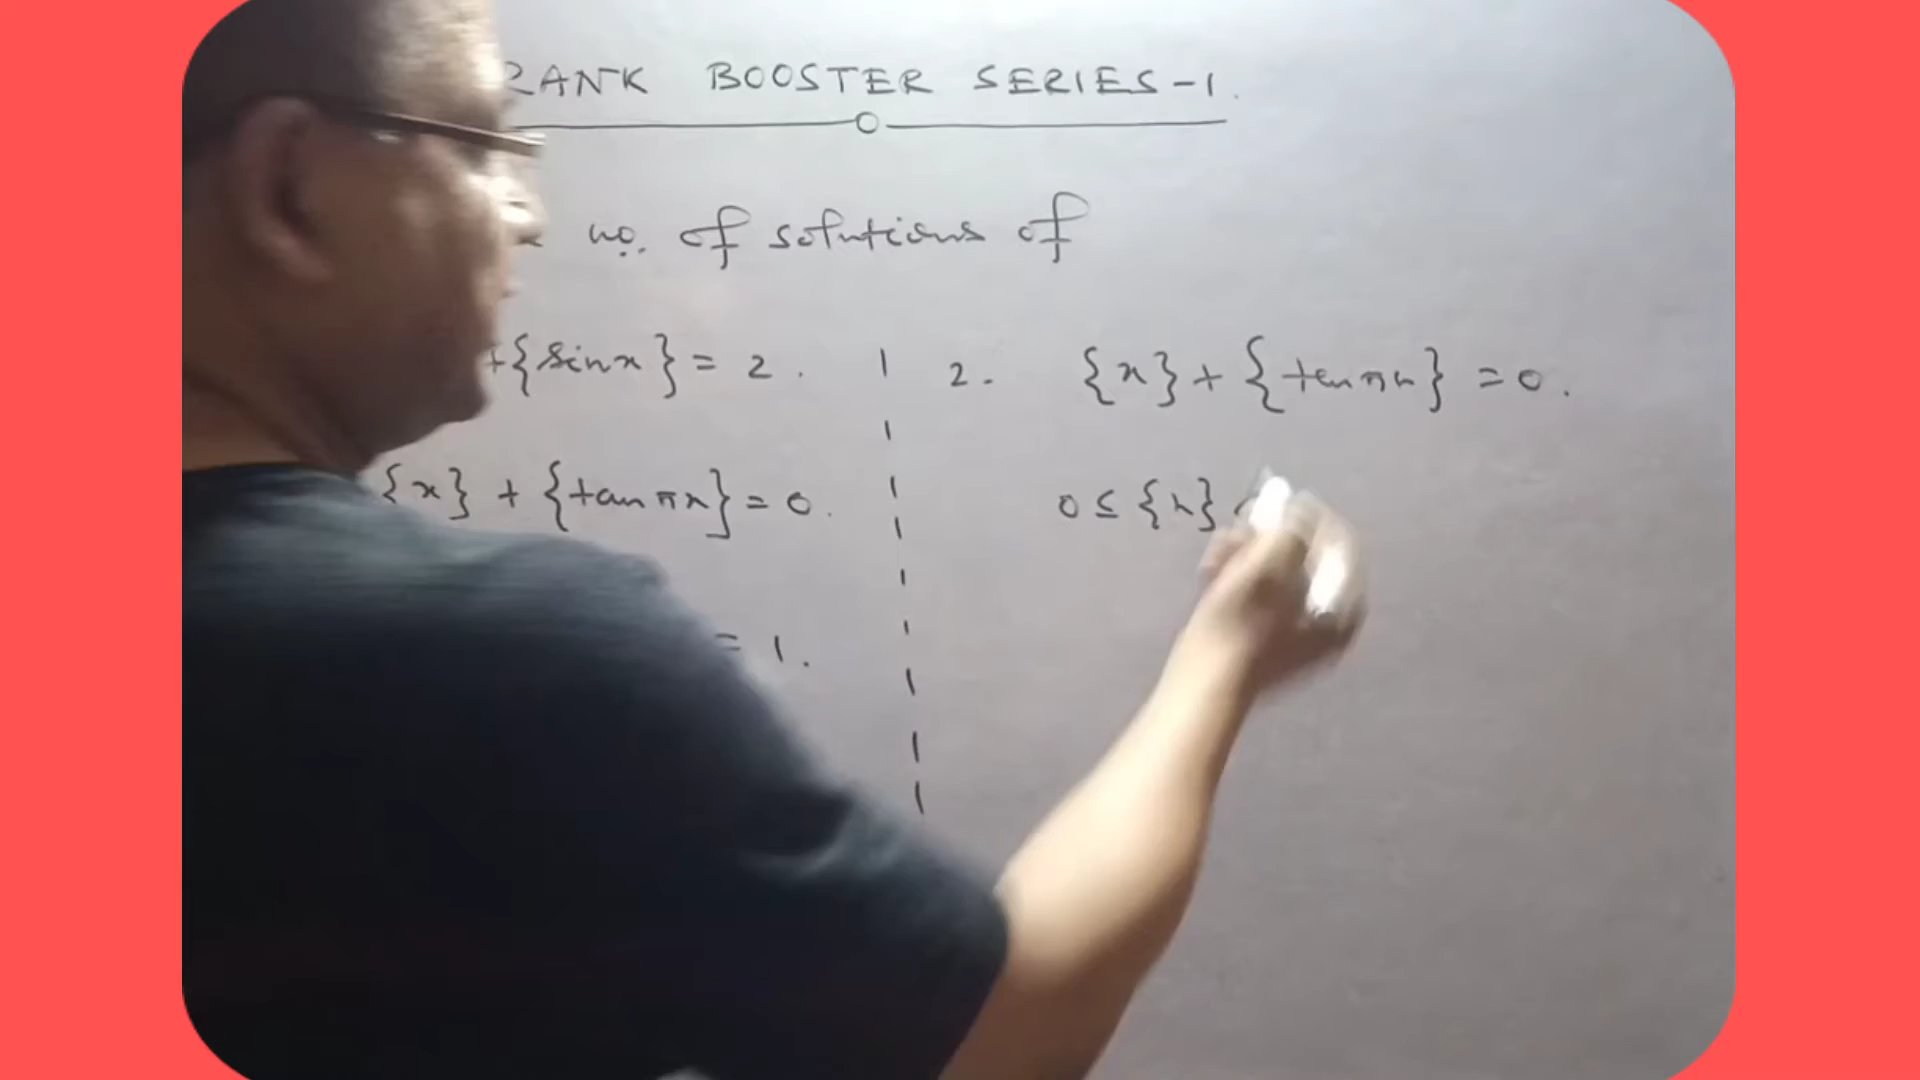 RANK BOOSTER SERIES-1.
no. of solutions of
+{sinx} = 2.
{x} + {tanπx} = 0.
= 1.
2. {x} + {tanπx} = 0.
0 ≤ {x}